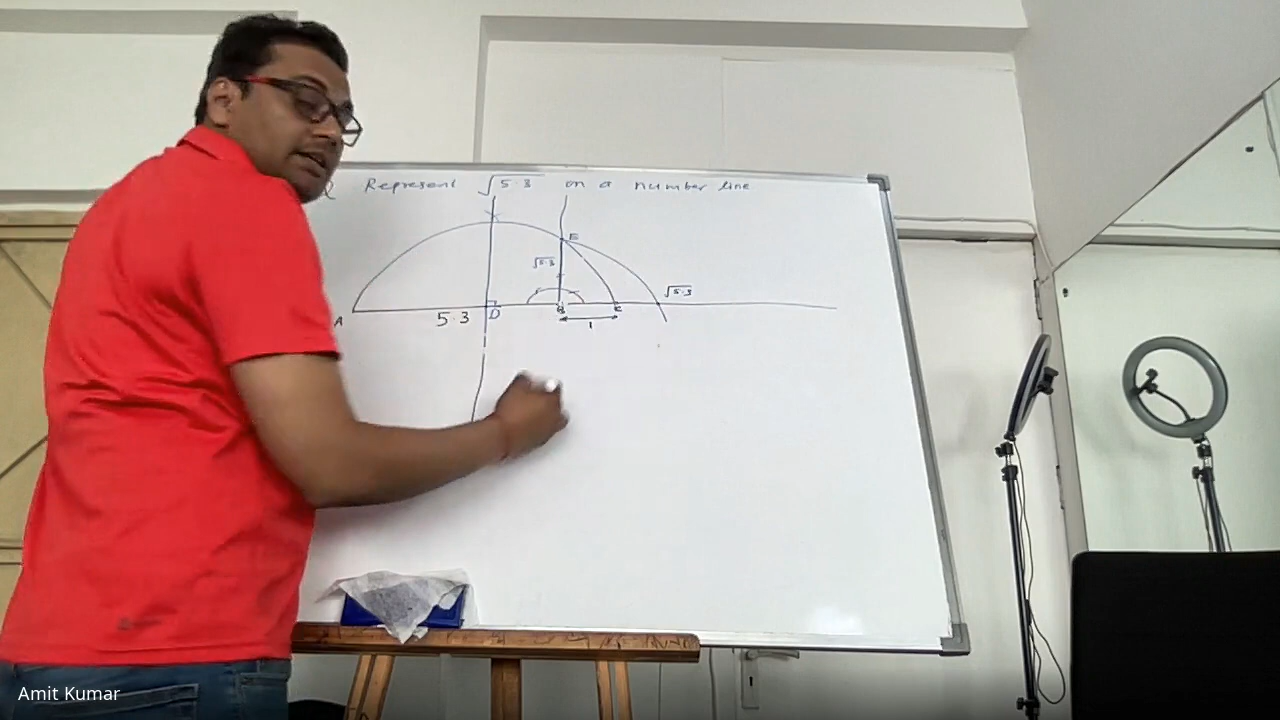 Q Represent √5.3 on a number line
E
√5.3
√5.3
A
5.3
D
B
C
1
Amit Kumar